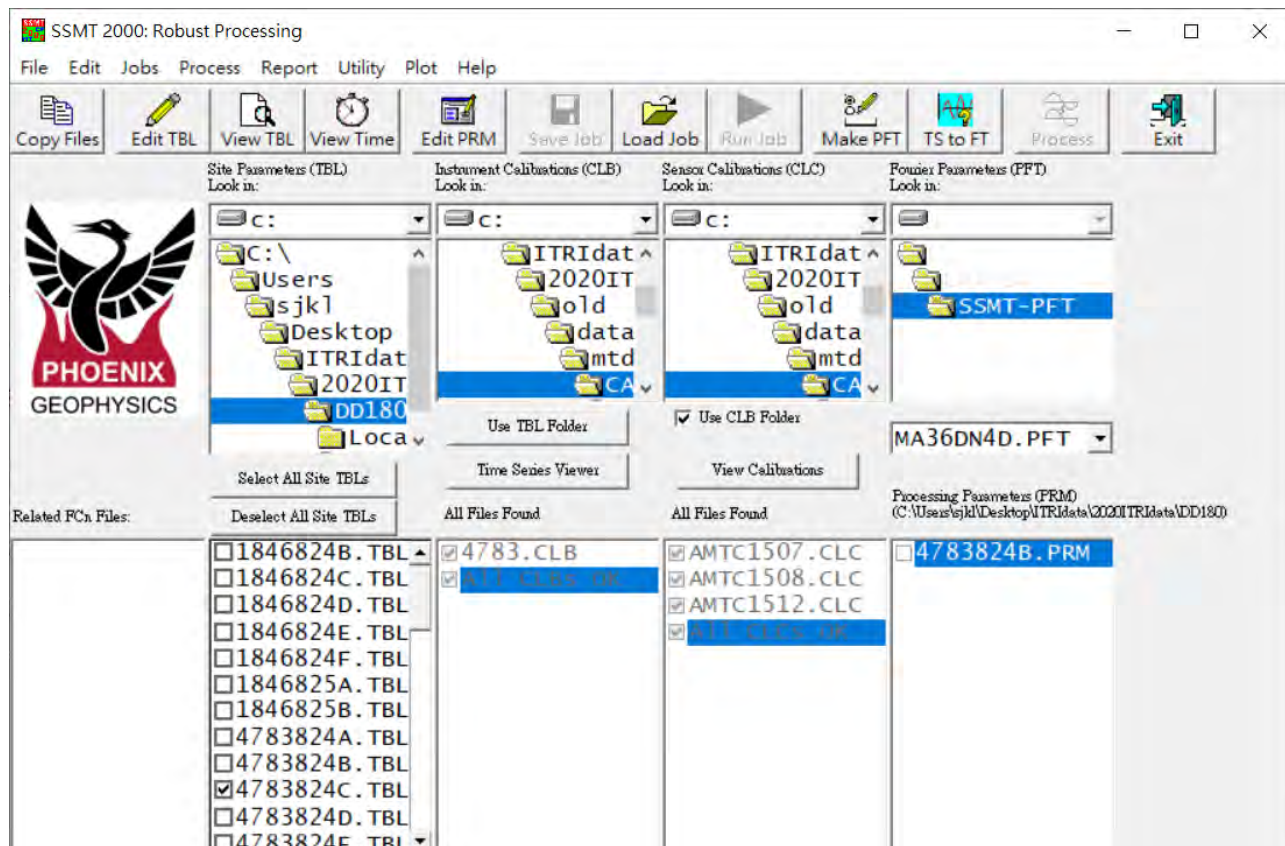 SSMT 2000: Robust Processing
File Edit Jobs Process Report Utility Plot Help
Copy Files Edit TBL View TBL View Time Edit PRM Save Job Load Job Run Job Make PFT TS to FT Process Exit
Site Parameters (TBL) Instrument Calibrations (CLB) Sensor Calibrations (CLC) Fourier Parameters (PFT)
Look in: Look in: Look in: Look in:
c: c: c:
C:\ ITRIdat ITRIdat
Users 2020IT 2020IT
sjkl old old SSMT-PFT
Desktop data data
ITRIdat mtd mtd
2020IT CA CA
DD180
Loca
PHOENIX
GEOPHYSICS
Use TBL Folder Use CLB Folder MA36DN4D.PFT
Select All Site TBLs Time Series Viewer View Calibrations
Processing Parameters (PRM)
Related FCn Files: Deselect All Site TBLs All Files Found All Files Found (C:\Users\sjkl\Desktop\ITRIdata\2020ITRIdata\DD180)
1846824B.TBL 4783.CLB AMTC1507.CLC 4783824B.PRM
1846824C.TBL All CLBs OK AMTC1508.CLC
1846824D.TBL AMTC1512.CLC
1846824E.TBL All CLCs OK
1846824F.TBL
1846825A.TBL
1846825B.TBL
4783824A.TBL
4783824B.TBL
4783824C.TBL
4783824D.TBL
4783824E.TBL